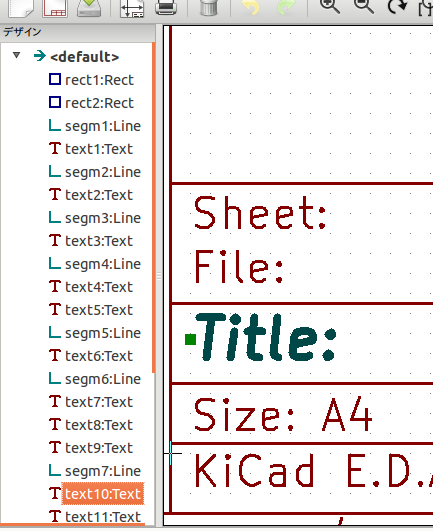 デザイン
<default>
rect1:Rect
rect2:Rect
segm1:Line
text1:Text
segm2:Line
text2:Text
segm3:Line
text3:Text
segm4:Line
text4:Text
text5:Text
segm5:Line
text6:Text
segm6:Line
text7:Text
text8:Text
text9:Text
segm7:Line
text10:Text
text11:Text
Sheet:
File:
Title:
Size: A4
KiCad E.D.A